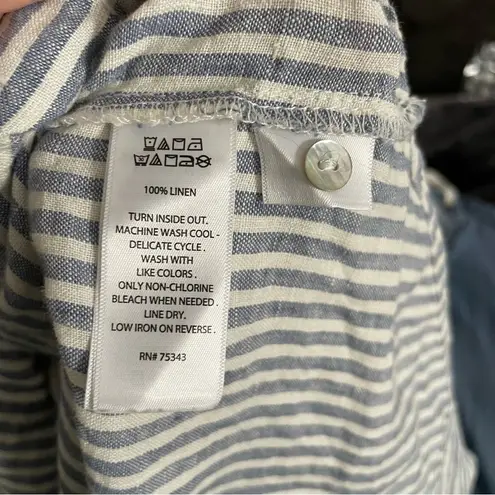 100% LINEN
TURN INSIDE OUT.
MACHINE WASH COOL -
DELICATE CYCLE .
WASH WITH
LIKE COLORS .
ONLY NON-CHLORINE
BLEACH WHEN NEEDED .
LINE DRY.
LOW IRON ON REVERSE .
RN# 75343